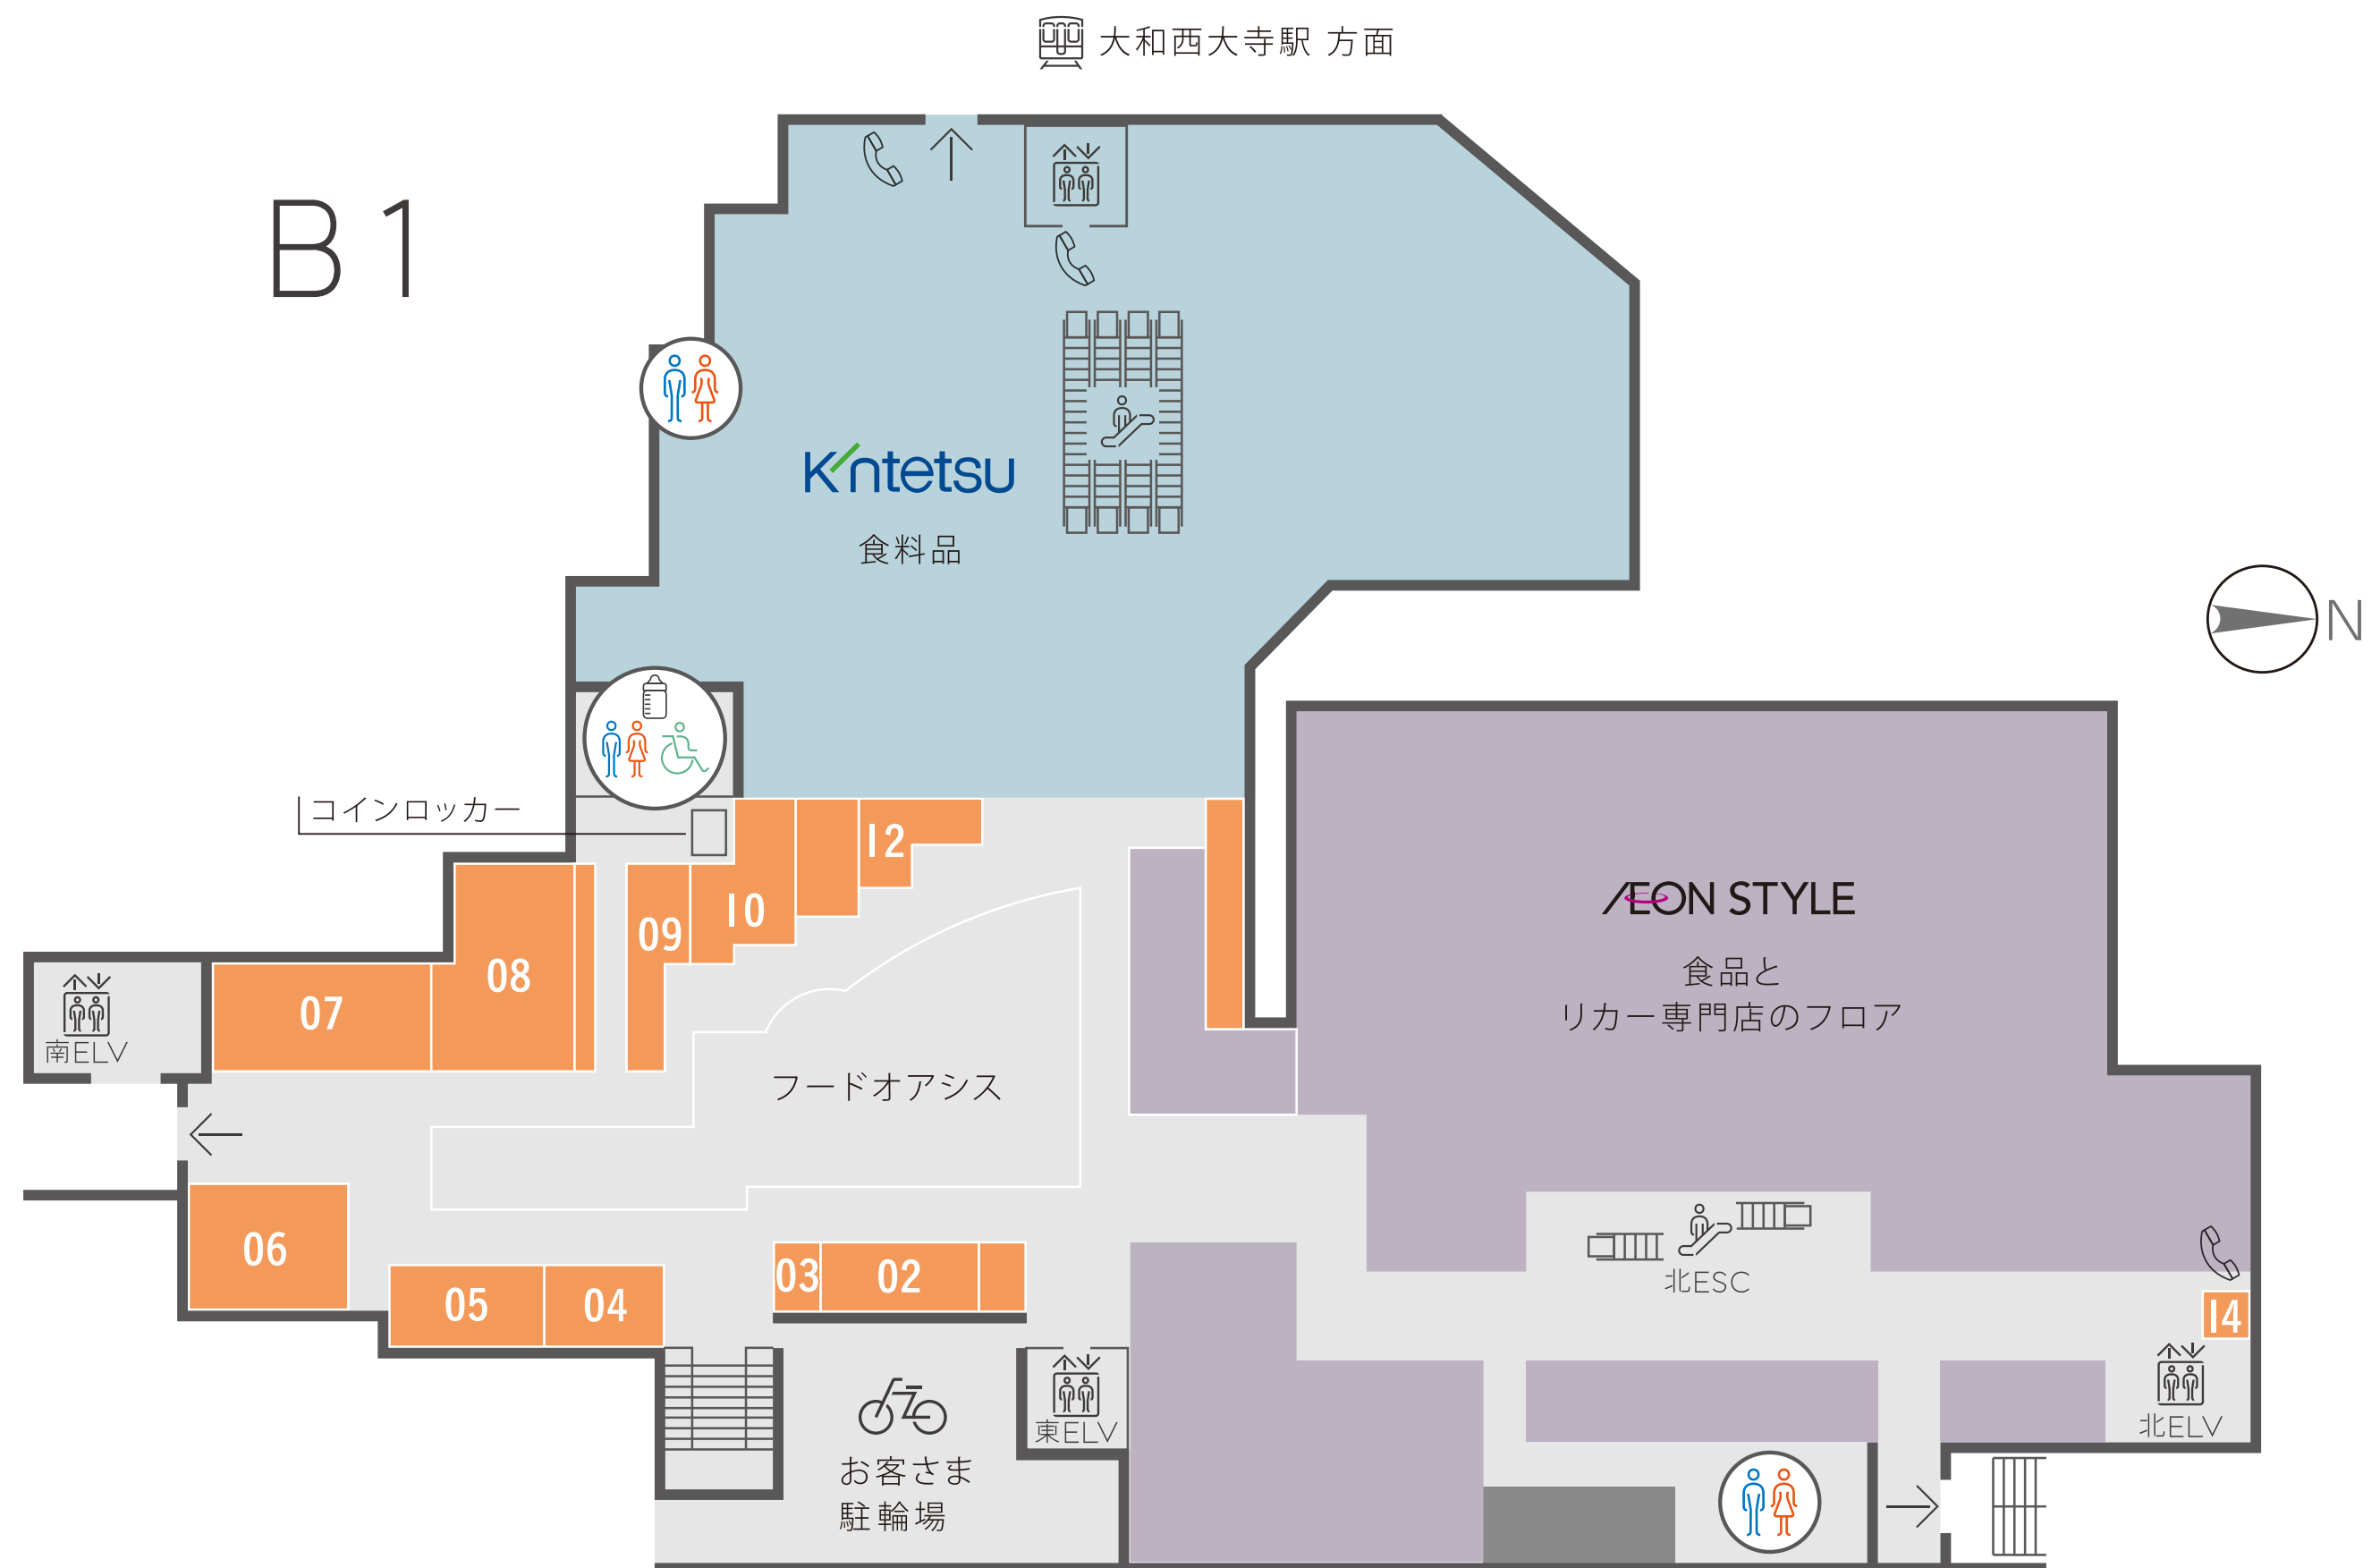 大和西大寺駅 方面
B1
Kintetsu
食料品
N
コインロッカー
12
10
09
08
07
南ELV
フードオアシス
ÆON STYLE
食品と
リカー専門のフロア
06
05
04
03
02
北ESC
14
北ELV
東ELV
お客さま
駐輪場